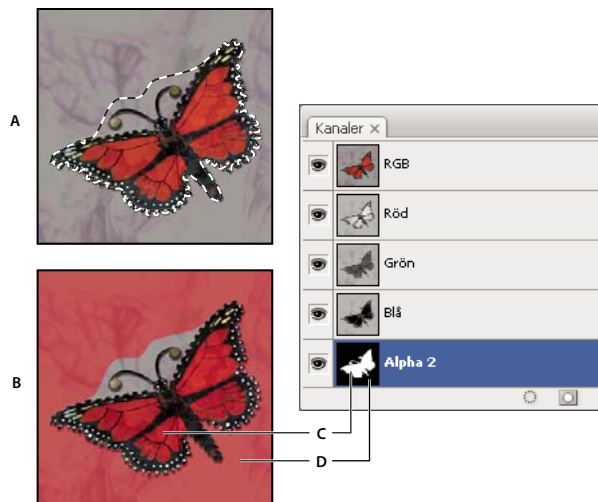 A
Kanaler ×
RGB
Röd
Grön
Blå
B
Alpha 2
C
D